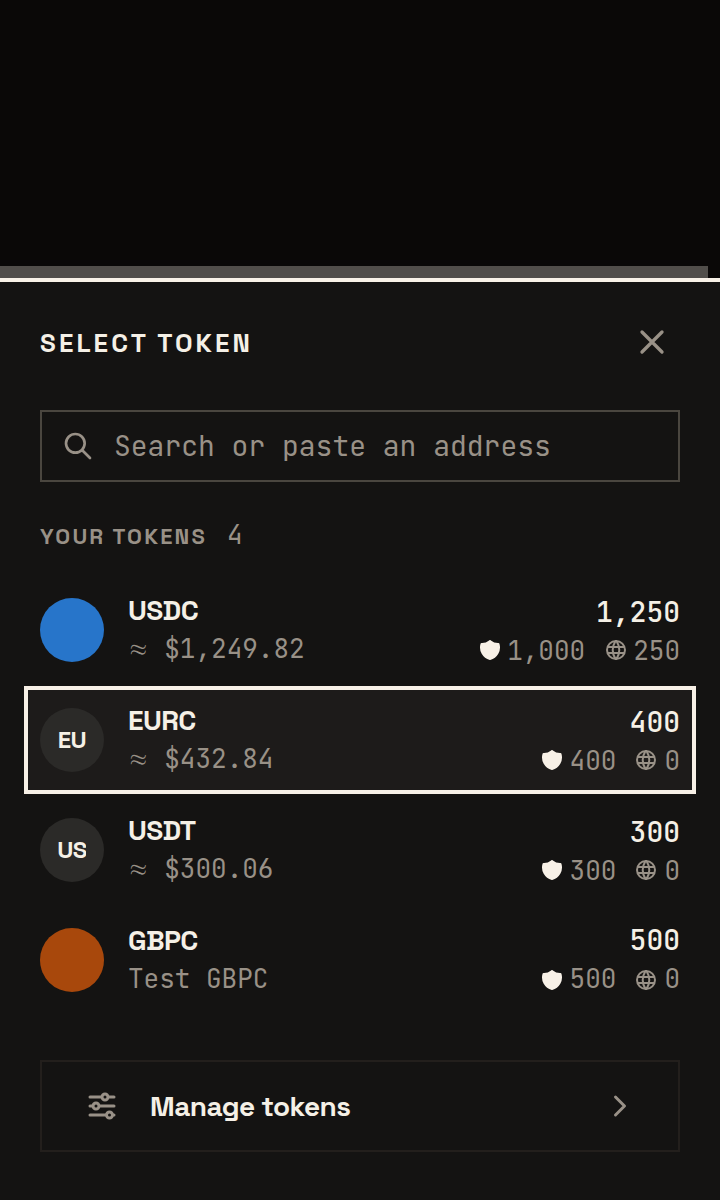 SELECT TOKEN
Search or paste an address
YOUR TOKENS 4
USDC 1,250
≈ $1,249.82 1,000 250
EU EURC 400
≈ $432.84 400 0
US USDT 300
≈ $300.06 300 0
GBPC 500
Test GBPC 500 0
Manage tokens